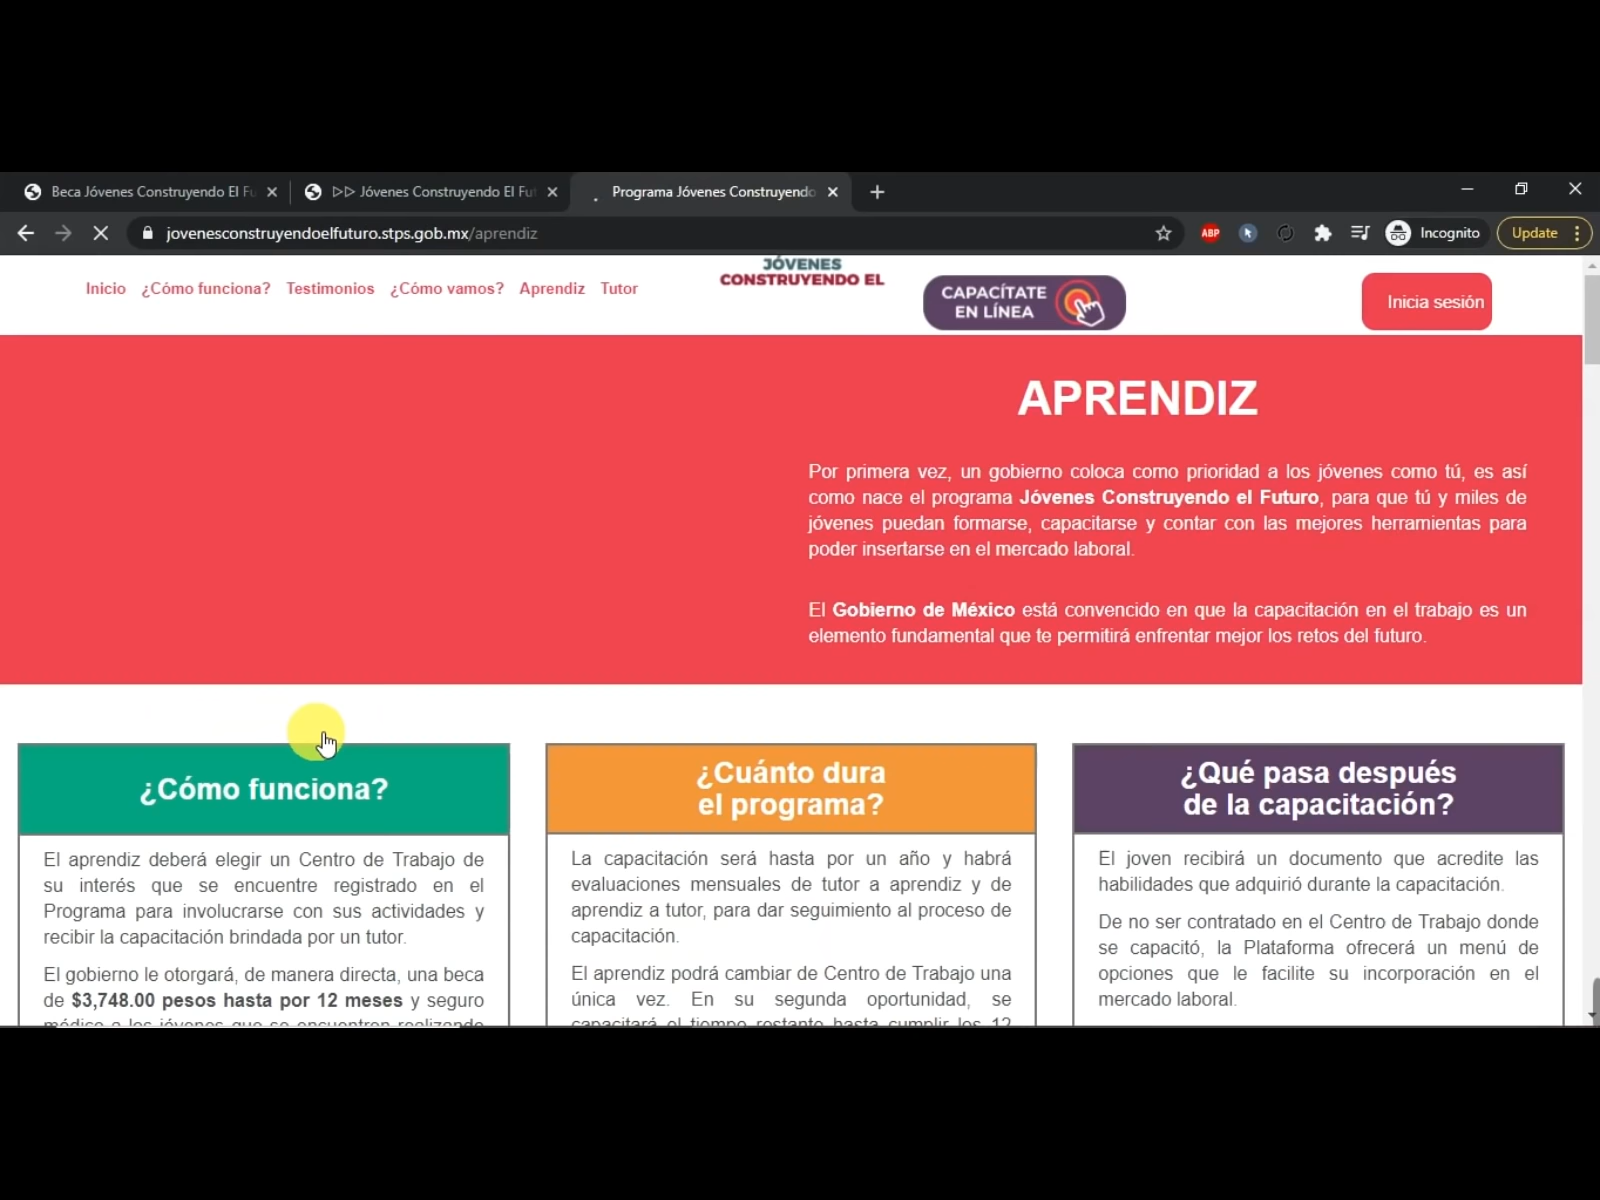 Beca Jóvenes Construyendo El Fu
▷▷ Jóvenes Construyendo El Fut
Programa Jóvenes Construyendo
jovenesconstruyendoelfuturo.stps.gob.mx/aprendiz
ABP
Incognito
Update
Inicio ¿Cómo funciona? Testimonios ¿Cómo vamos? Aprendiz Tutor
JÓVENES
CONSTRUYENDO EL
CAPACÍTATE
EN LÍNEA
Inicia sesión
APRENDIZ
Por primera vez, un gobierno coloca como prioridad a los jóvenes como tú, es así
como nace el programa Jóvenes Construyendo el Futuro, para que tú y miles de
jóvenes puedan formarse, capacitarse y contar con las mejores herramientas para
poder insertarse en el mercado laboral.
El Gobierno de México está convencido en que la capacitación en el trabajo es un
elemento fundamental que te permitirá enfrentar mejor los retos del futuro.
¿Cómo funciona?
El aprendiz deberá elegir un Centro de Trabajo de
su interés que se encuentre registrado en el
Programa para involucrarse con sus actividades y
recibir la capacitación brindada por un tutor.
El gobierno le otorgará, de manera directa, una beca
de $3,748.00 pesos hasta por 12 meses y seguro
médico a los jóvenes que se encuentren realizando
¿Cuánto dura
el programa?
La capacitación será hasta por un año y habrá
evaluaciones mensuales de tutor a aprendiz y de
aprendiz a tutor, para dar seguimiento al proceso de
capacitación.
El aprendiz podrá cambiar de Centro de Trabajo una
única vez. En su segunda oportunidad, se
capacitará el tiempo restante hasta cumplir los 12
¿Qué pasa después
de la capacitación?
El joven recibirá un documento que acredite las
habilidades que adquirió durante la capacitación.
De no ser contratado en el Centro de Trabajo donde
se capacitó, la Plataforma ofrecerá un menú de
opciones que le facilite su incorporación en el
mercado laboral.